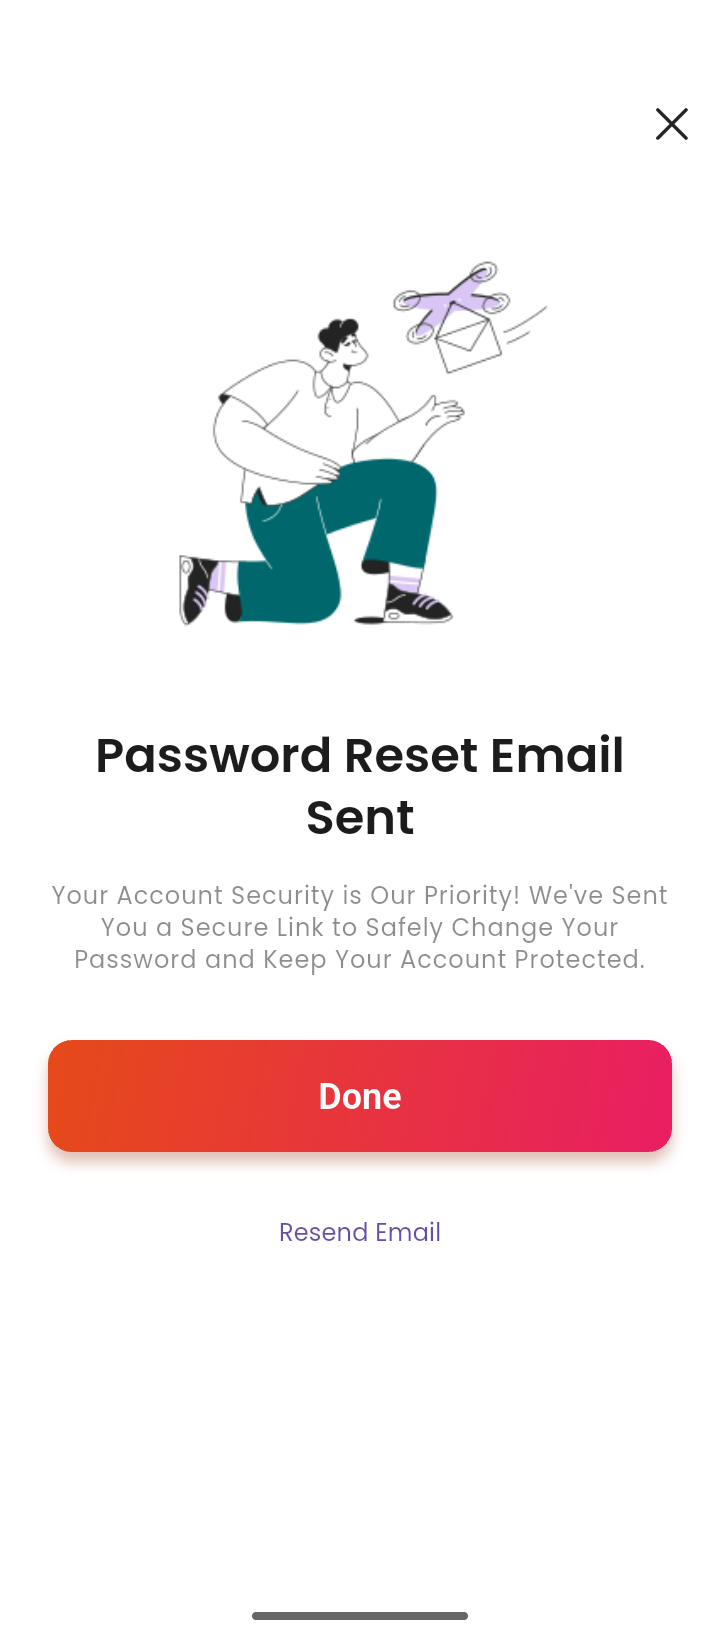 Password Reset Email
Sent
Your Account Security is Our Priority! We've Sent
You a Secure Link to Safely Change Your
Password and Keep Your Account Protected.
Done
Resend Email